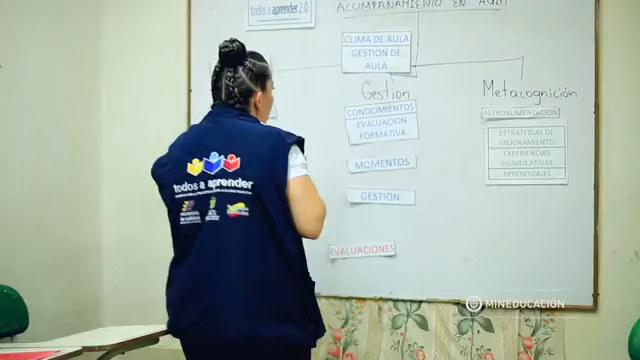 todos a aprender 2.0
ACOMPAÑAMIENTO EN AULA
CLIMA DE AULA
GESTION DE
AULA
Gestion
Metacognición
CONOCIMIENTOS
EVALUACION
FORMATIVA
MOMENTOS
GESTION
EVALUACIONES
RETROALIMENTACION
ESTRATEGIAS DE
MEJORAMIENTO
EXPERIENCIAS
SIGNIFICATIVAS
APRENDIZAJES
todos a aprender
MINEDUCACIÓN